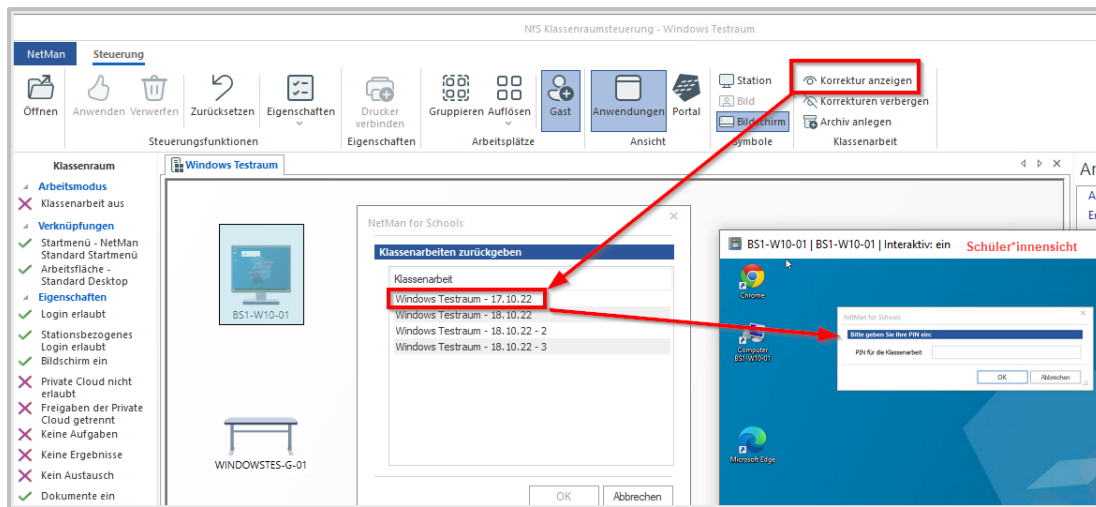 NfS Klassenraumsteuerung - Windows Testraum
NetMan
Steuerung
Öffnen
Anwenden
Verwerfen
Zurücksetzen
Eigenschaften
Drucker
verbinden
Gruppieren
Auflösen
Gast
Anwendungen
Portal
Station
Bild
Bildschirm
Korrektur anzeigen
Korrekturen verbergen
Archiv anlegen
Steuerungsfunktionen
Eigenschaften
Arbeitsplätze
Ansicht
Symbole
Klassenarbeit
Klassenraum
Arbeitsmodus
Klassenarbeit aus
Verknüpfungen
Startmenü - NetMan
Standard Startmenü
Arbeitsfläche -
Standard Desktop
Eigenschaften
Login erlaubt
Stationsbezogenes
Login erlaubt
Bildschirm ein
Private Cloud nicht
erlaubt
Freigaben der Private
Cloud getrennt
Keine Aufgaben
Keine Ergebnisse
Kein Austausch
Dokumente ein
Windows Testraum
BS1-W10-01
WINDOWSTES-G-01
NetMan for Schools
Klassenarbeiten zurückgeben
Klassenarbeit
Windows Testraum - 17.10.22
Windows Testraum - 18.10.22
Windows Testraum - 18.10.22 - 2
Windows Testraum - 18.10.22 - 3
OK
Abbrechen
BS1-W10-01 | BS1-W10-01 | Interaktiv: ein
Schüler*innensicht
Chrome
Computer
BS1-W10-01
Microsoft Edge
NetMan for Schools
Bitte geben Sie Ihre PIN ein:
PIN für die Klassenarbeit
OK
Abbrechen